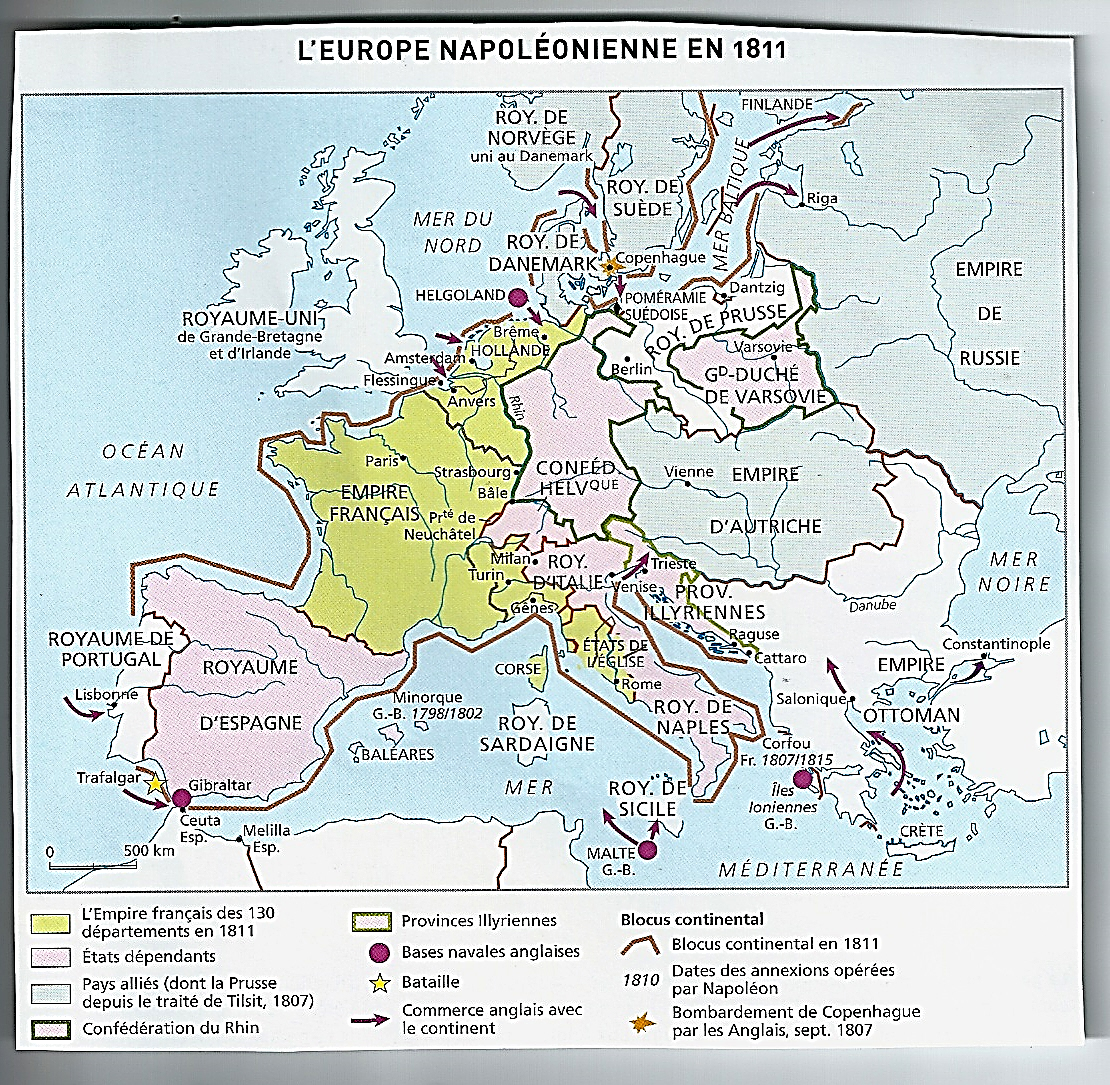 L'EUROPE NAPOLÉONIENNE EN 1811
FINLANDE
ROY. DE
NORVÈGE
uni au Danemark
ROY. DE
SUÈDE
MER BALTIQUE
Riga
MER DU
NORD
ROY. DE
DANEMARK
Copenhague
EMPIRE
DE
RUSSIE
HELGOLAND
POMÉRAMIE
SUÉDOISE
Dantzig
ROY. DE PRUSSE
ROYAUME-UNI
de Grande-Bretagne
et d'Irlande
Brême
HOLLANDE
Amsterdam
Flessinque
Anvers
Rhin
Berlin
Varsovie
GD-DUCHÉ
DE VARSOVIE
OCÉAN
ATLANTIQUE
Paris
Strasbourg
Bâle
EMPIRE
FRANÇAIS
Prté de
Neuchâtel
CONFÉD.
HELVQUE
Vienne
EMPIRE
D'AUTRICHE
MER
NOIRE
Milan
Turin
Gênes
ROY.
D'ITALIE
Venise
Trieste
PROV.
ILLYRIENNES
Danube
Raguse
Cattaro
ROYAUME DE
PORTUGAL
Lisbonne
ROYAUME
D'ESPAGNE
CORSE
ÉTATS DE
L'ÉGLISE
Rome
Constantinople
EMPIRE
OTTOMAN
Salonique
Minorque
G.-B. 1798/1802
BALÉARES
ROY. DE
SARDAIGNE
ROY. DE
NAPLES
Corfou
Fr. 1807/1815
Îles
Ioniennes
G.-B.
Trafalgar
Gibraltar
Ceuta
Esp.
Melilla
Esp.
MER
ROY. DE
SICILE
MALTE
G.-B.
CRÈTE
MÉDITERRANÉE
0 500 km
L'Empire français des 130
départements en 1811
États dépendants
Pays alliés (dont la Prusse
depuis le traité de Tilsit, 1807)
Confédération du Rhin
Provinces Illyriennes
Bases navales anglaises
Bataille
Commerce anglais avec
le continent
Blocus continental
Blocus continental en 1811
1810 Dates des annexions opérées
par Napoléon
Bombardement de Copenhague
par les Anglais, sept. 1807